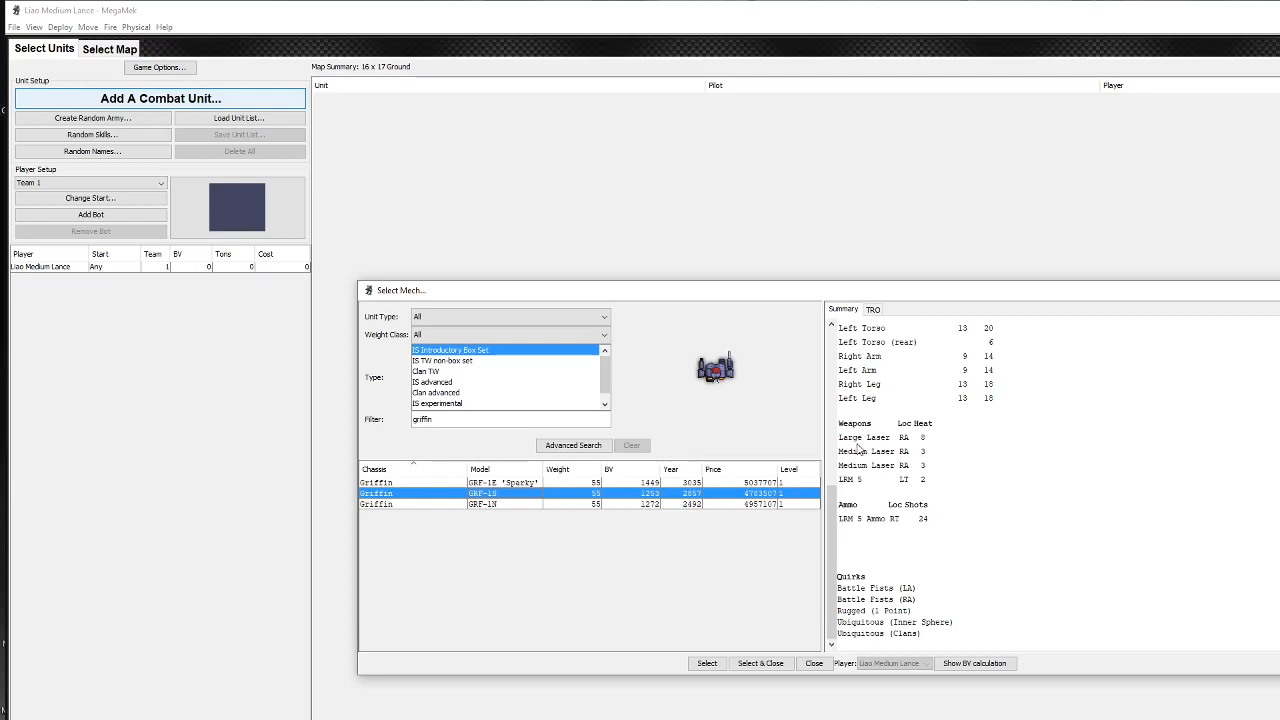 Liao Medium Lance - MegaMek
File View Deploy Move Fire Physical Help
Select Units Select Map
Game Options...
Map Summary: 16 x 17 Ground
Unit Setup
Unit Pilot Player
Add A Combat Unit...
Create Random Army... Load Unit List...
Random Skills... Save Unit List...
Random Names... Delete All
Player Setup
Team 1
Change Start...
Add Bot
Remove Bot
Player Start Team BV Tons Cost
Liao Medium Lance Any 1 0 0 0
Select Mech...
Unit Type: All
Weight Class: All
Type:
IS Introductory Box Set
IS TW non-box set
Clan TW
IS advanced
Clan advanced
IS experimental
Filter: griffin
Advanced Search Clear
Chassis Model Weight BV Year Price Level
Griffin GRF-1E 'Sparky' 55 1449 3035 5037707 1
Griffin GRF-1S 55 1253 2857 4783507 1
Griffin GRF-1N 55 1272 2492 4957107 1
Summary TRO
Left Torso 13 20
Left Torso (rear) 6
Right Arm 9 14
Left Arm 9 14
Right Leg 13 18
Left Leg 13 18
Weapons Loc Heat
Large Laser RA 8
Medium Laser RA 3
Medium Laser RA 3
LRM 5 LT 2
Ammo Loc Shots
LRM 5 Ammo RT 24
Quirks
Battle Fists (LA)
Battle Fists (RA)
Rugged (1 Point)
Ubiquitous (Inner Sphere)
Ubiquitous (Clans)
Select Select & Close Close Player: Liao Medium Lance Show BV calculation